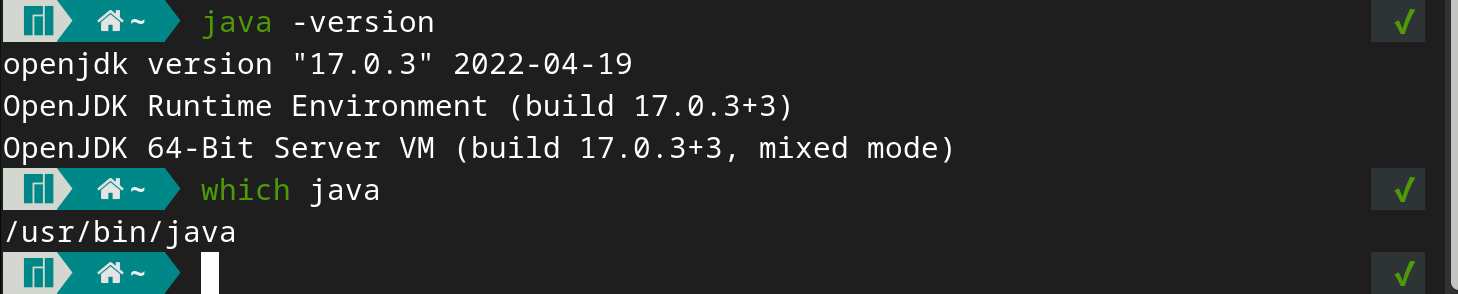 ~ java -version √
openjdk version "17.0.3" 2022-04-19
OpenJDK Runtime Environment (build 17.0.3+3)
OpenJDK 64-Bit Server VM (build 17.0.3+3, mixed mode)
~ which java √
/usr/bin/java
~ √